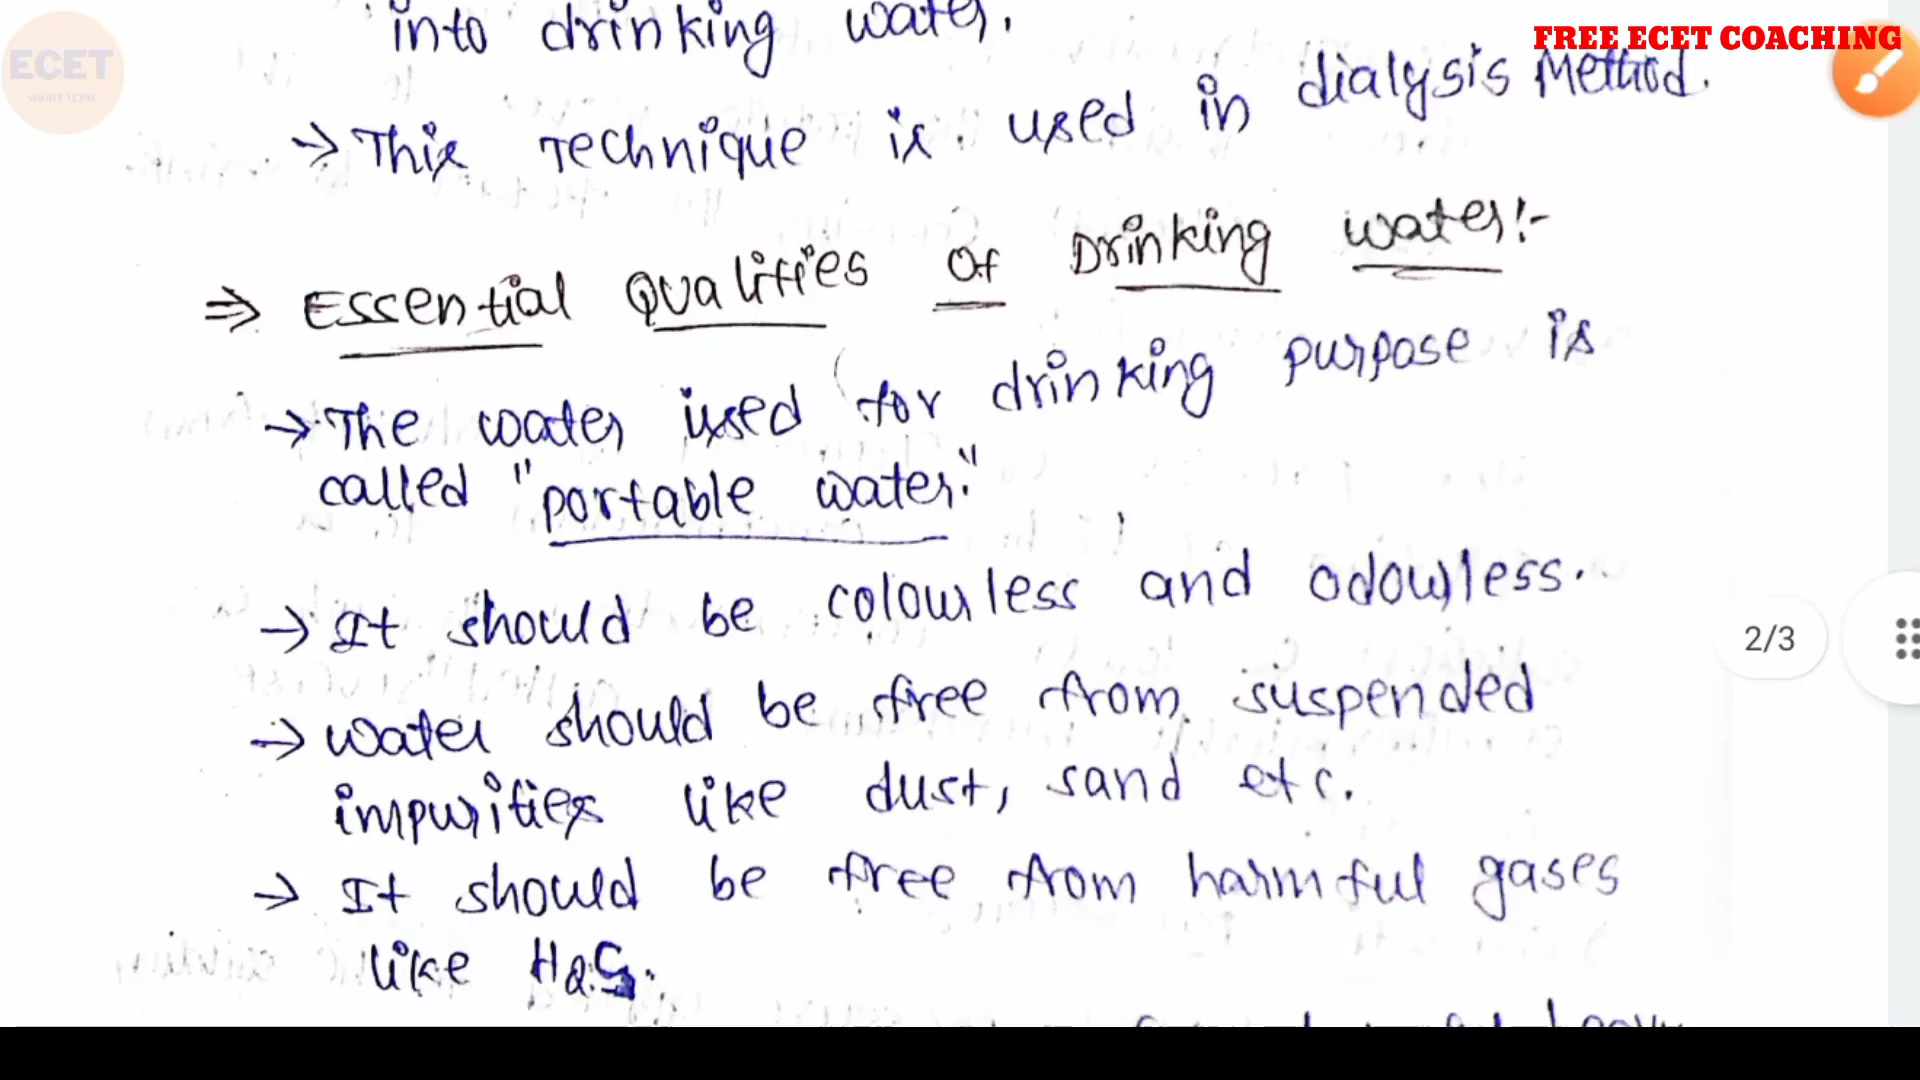 into drinking water.
FREE ECET COACHING
ECET
SHORT TERM
→ This Technique is used in dialysis Method.
⇒ Essential Qualities Of Drinking water:-
→ The water used for drinking purpose is
called "portable water."
→ It should be colourless and odourless.
→ water should be free from suspended
impurities like dust, sand etc.
→ It should be free from harmful gases
like H2S.
2/3